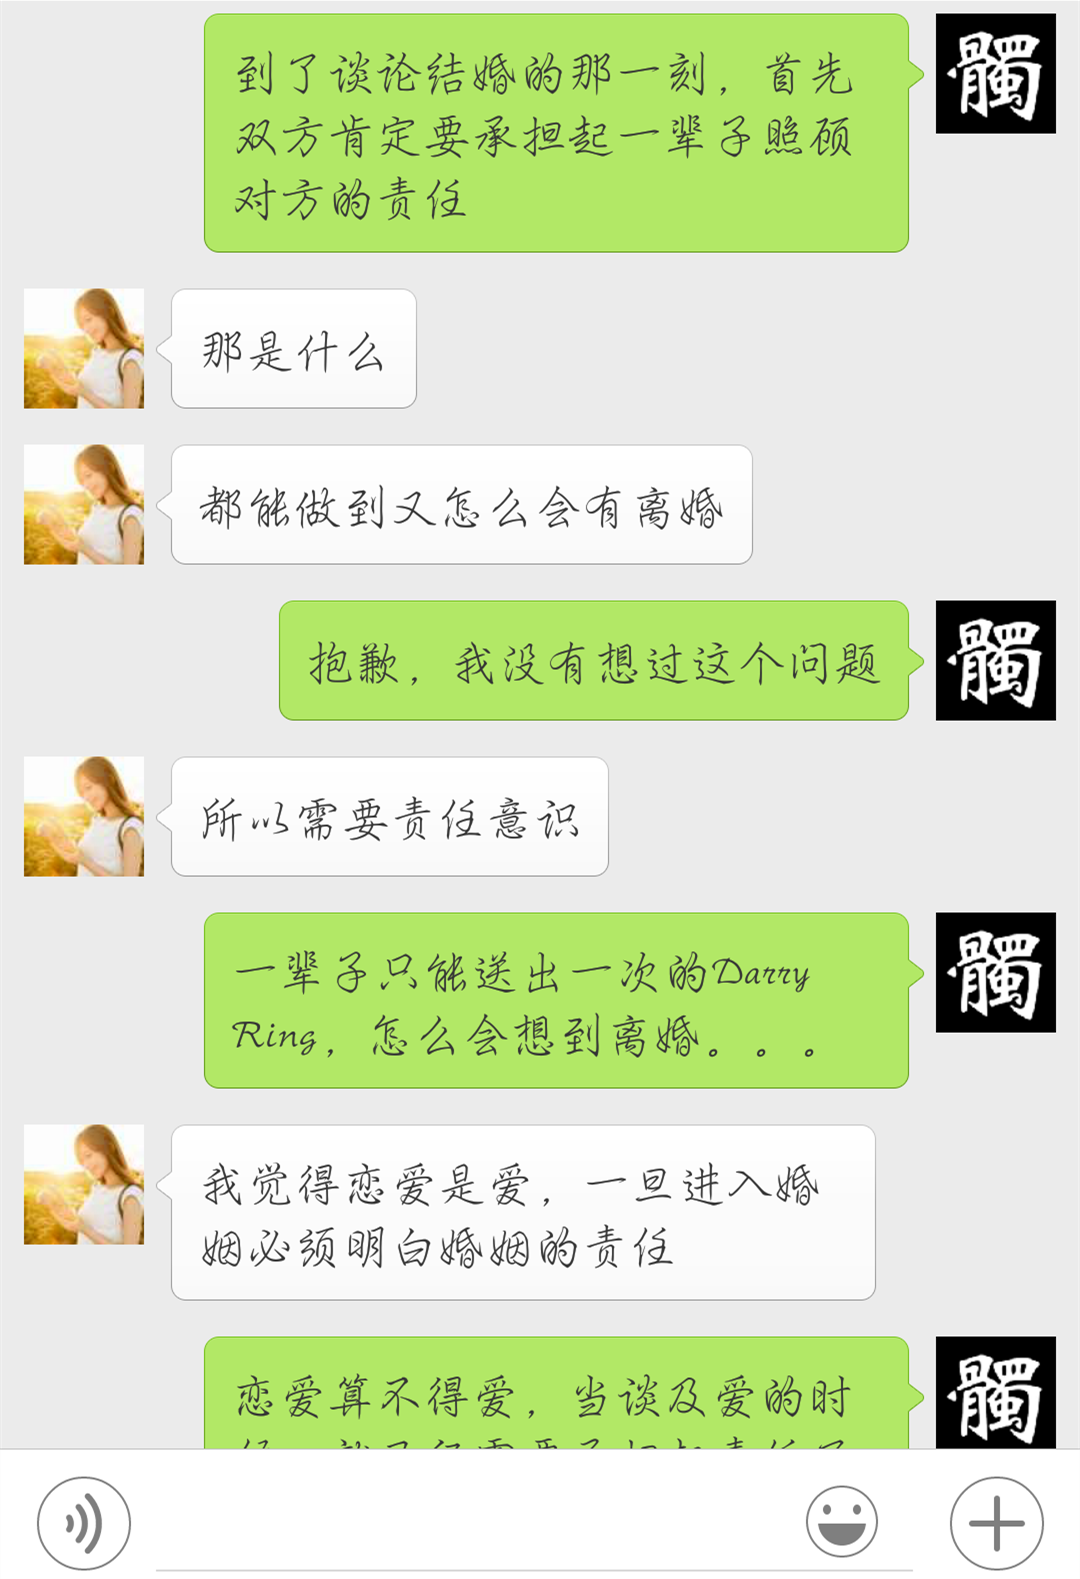 到了谈论结婚的那一刻，首先
双方肯定要承担起一辈子照顾
对方的责任
髑
那是什么
都能做到又怎么会有离婚
抱歉，我没有想过这个问题
髑
所以需要责任意识
一辈子只能送出一次的Darry
Ring，怎么会想到离婚。。。
髑
我觉得恋爱是爱，一旦进入婚
姻必须明白婚姻的责任
恋爱算不得爱，当谈及爱的时
髑